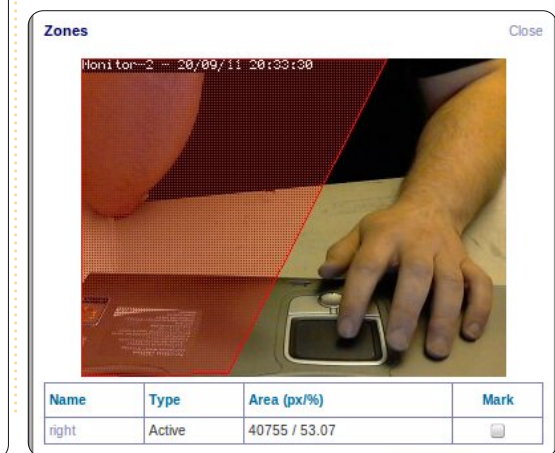 Zones Close
Monitor-2 - 20/09/11 20:33:30
Name Type Area (px/%) Mark
right Active 40755 / 53.07